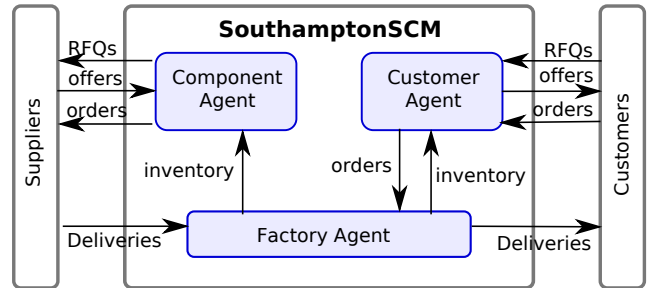 SouthamptonSCM
Suppliers
RFQs
offers
orders
Component
Agent
Customer
Agent
RFQs
offers
orders
Customers
inventory
orders
inventory
Deliveries
Factory Agent
Deliveries